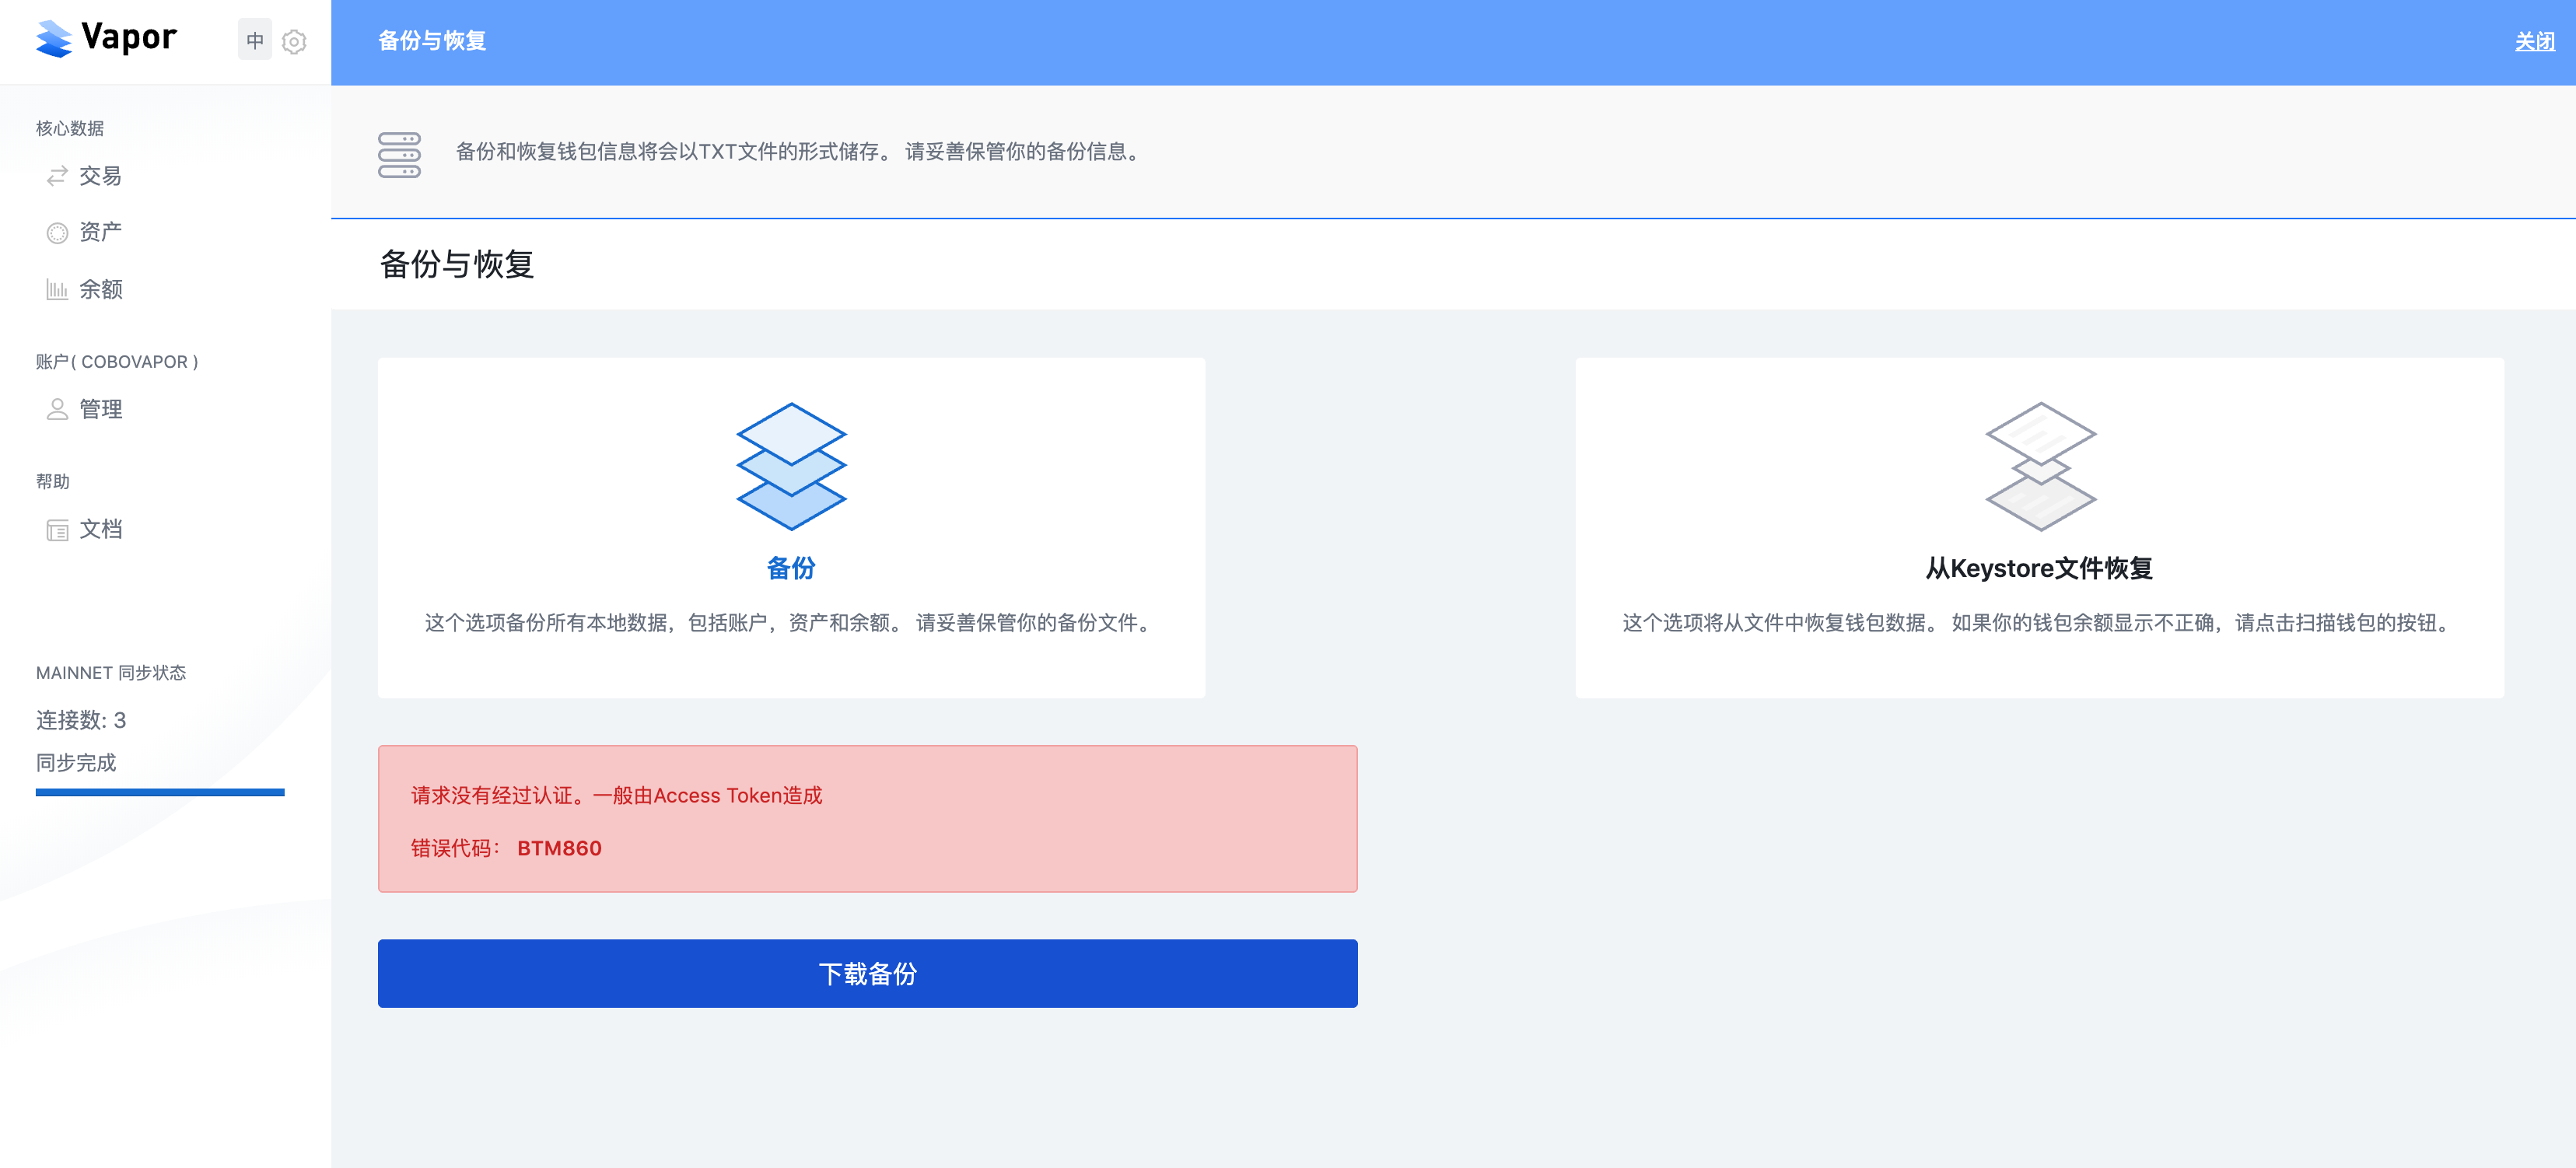 Vapor
中
备份与恢复
关闭
核心数据
交易
资产
余额
账户( COBOVAPOR )
管理
帮助
文档
MAINNET 同步状态
连接数: 3
同步完成
备份和恢复钱包信息将会以TXT文件的形式储存。 请妥善保管你的备份信息。
备份与恢复
备份
这个选项备份所有本地数据，包括账户，资产和余额。 请妥善保管你的备份文件。
从Keystore文件恢复
这个选项将从文件中恢复钱包数据。 如果你的钱包余额显示不正确，请点击扫描钱包的按钮。
请求没有经过认证。一般由Access Token造成
错误代码： BTM860
下载备份